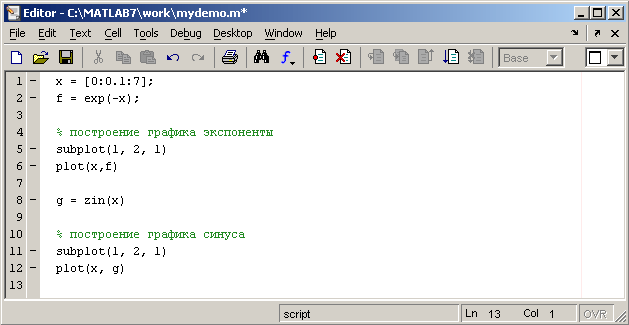 Editor - C:\MATLAB7\work\mydemo.m*
File Edit Text Cell Tools Debug Desktop Window Help
Base
1 – x = [0:0.1:7];
2 – f = exp(-x);
3
4 % построение графика экспоненты
5 – subplot(1, 2, 1)
6 – plot(x,f)
7
8 – g = zin(x)
9
10 % построение графика синуса
11 – subplot(1, 2, 1)
12 – plot(x, g)
13
script Ln 13 Col 1 OVR